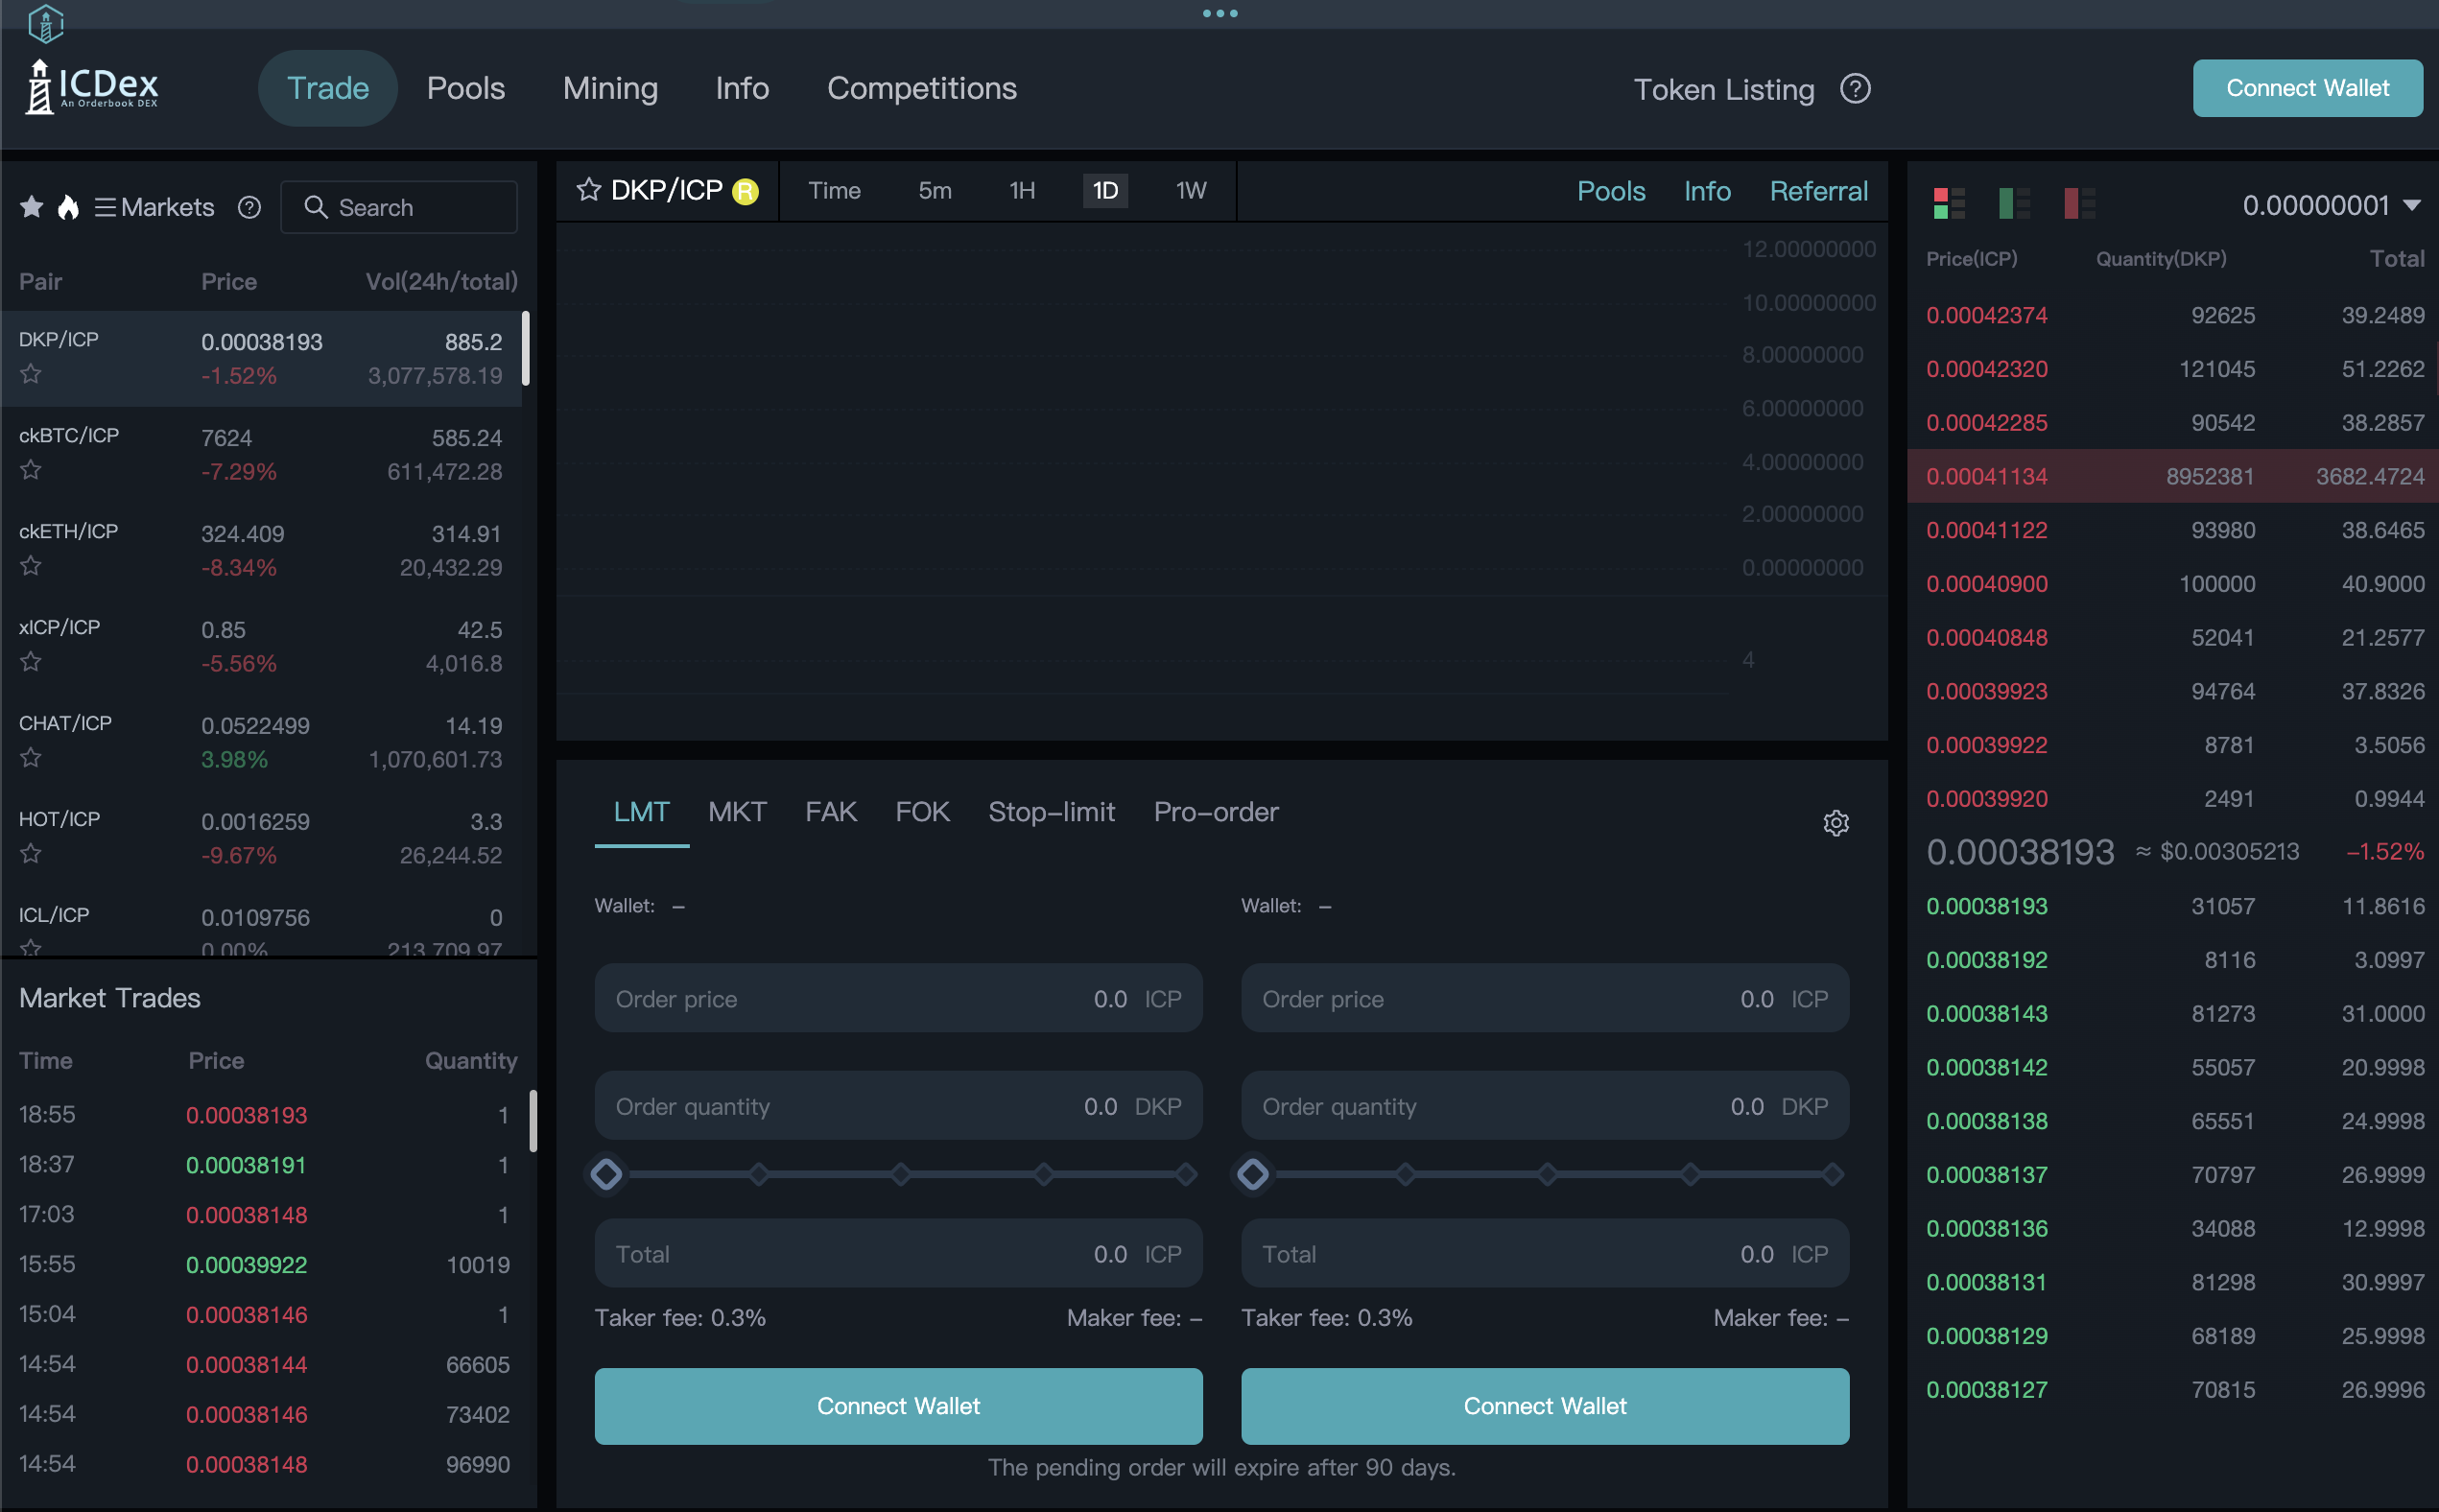 ICDex
An Orderbook DEX
Trade Pools Mining Info Competitions
Token Listing ?
Connect Wallet
Markets ? Search
Pair Price Vol(24h/total)
DKP/ICP 0.00038193 885.2
-1.52% 3,077,578.19
ckBTC/ICP 7624 585.24
-7.29% 611,472.28
ckETH/ICP 324.409 314.91
-8.34% 20,432.29
xICP/ICP 0.85 42.5
-5.56% 4,016.8
CHAT/ICP 0.0522499 14.19
3.98% 1,070,601.73
HOT/ICP 0.0016259 3.3
-9.67% 26,244.52
ICL/ICP 0.0109756 0
0.00% 213,709.97
Market Trades
Time Price Quantity
18:55 0.00038193 1
18:37 0.00038191 1
17:03 0.00038148 1
15:55 0.00039922 10019
15:04 0.00038146 1
14:54 0.00038144 66605
14:54 0.00038146 73402
14:54 0.00038148 96990
DKP/ICP R Time 5m 1H 1D 1W Pools Info Referral
12.00000000
10.00000000
8.00000000
6.00000000
4.00000000
2.00000000
0.00000000
4
LMT MKT FAK FOK Stop-limit Pro-order
Wallet: –
Order price 0.0 ICP
Order quantity 0.0 DKP
Total 0.0 ICP
Taker fee: 0.3% Maker fee: –
Connect Wallet
Wallet: –
Order price 0.0 ICP
Order quantity 0.0 DKP
Total 0.0 ICP
Taker fee: 0.3% Maker fee: –
Connect Wallet
The pending order will expire after 90 days.
0.00000001
Price(ICP) Quantity(DKP) Total
0.00042374 92625 39.2489
0.00042320 121045 51.2262
0.00042285 90542 38.2857
0.00041134 8952381 3682.4724
0.00041122 93980 38.6465
0.00040900 100000 40.9000
0.00040848 52041 21.2577
0.00039923 94764 37.8326
0.00039922 8781 3.5056
0.00039920 2491 0.9944
0.00038193 ≈ $0.00305213 -1.52%
0.00038193 31057 11.8616
0.00038192 8116 3.0997
0.00038143 81273 31.0000
0.00038142 55057 20.9998
0.00038138 65551 24.9998
0.00038137 70797 26.9999
0.00038136 34088 12.9998
0.00038131 81298 30.9997
0.00038129 68189 25.9998
0.00038127 70815 26.9996